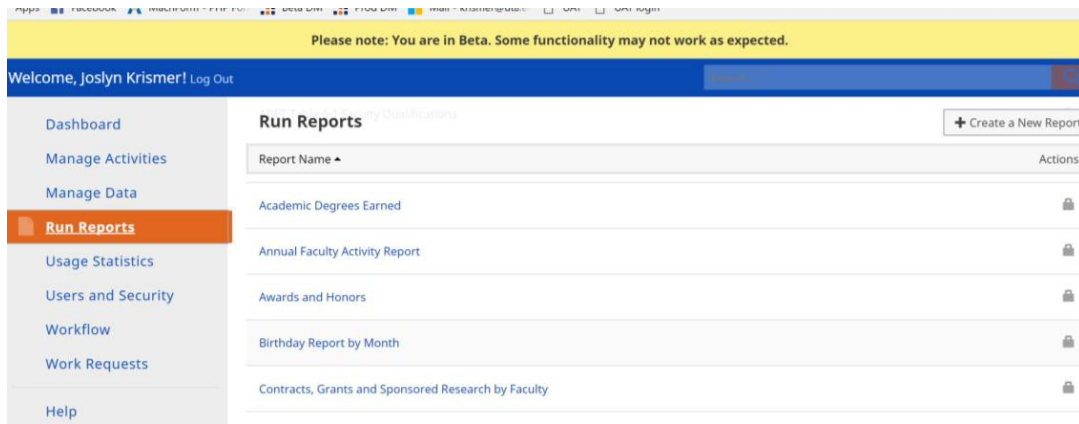 Apps Facebook
Please note: You are in Beta. Some functionality may not work as expected.
Welcome, Joslyn Krismer! Log Out
Dashboard
Manage Activities
Manage Data
Run Reports
Usage Statistics
Users and Security
Workflow
Work Requests
Help
Run Reports
+ Create a New Report
Report Name Actions
Academic Degrees Earned
Annual Faculty Activity Report
Awards and Honors
Birthday Report by Month
Contracts, Grants and Sponsored Research by Faculty